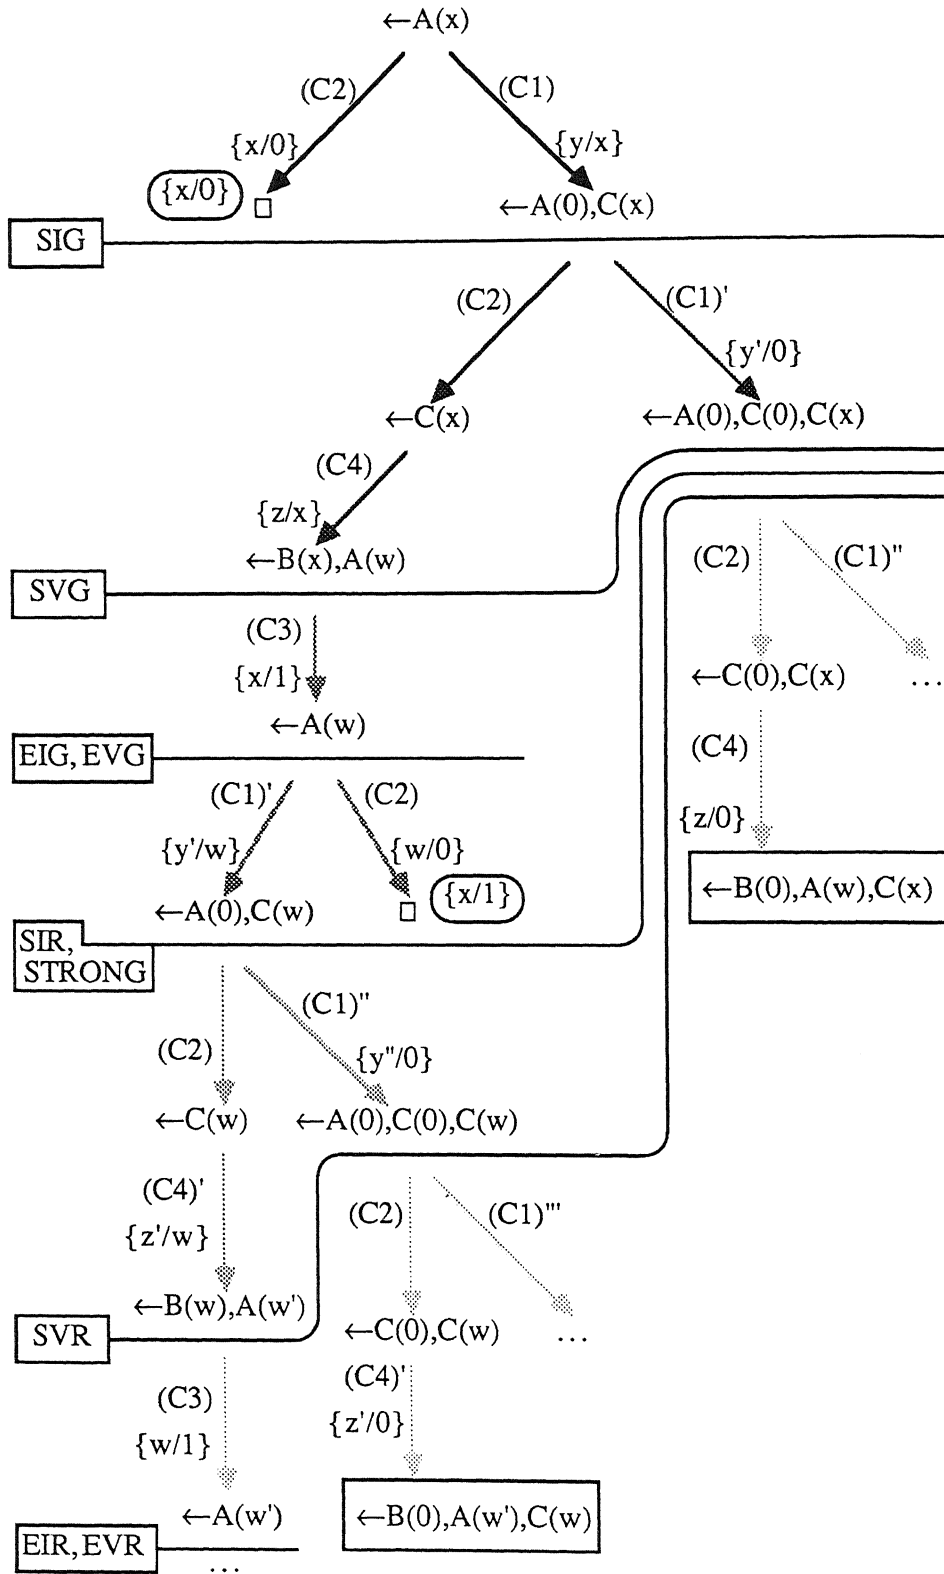 ←A(x)
(C2) (C1)
{x/0} {y/x}
{x/0} □ ←A(0),C(x)
SIG
(C2) (C1)'
{y'/0}
←C(x) ←A(0),C(0),C(x)
(C4)
{z/x}
←B(x),A(w)
(C2) (C1)''
SVG
(C3)
{x/1}
←C(0),C(x) ...
←A(w)
EIG, EVG
(C4)
(C1)' (C2)
{z/0}
{y'/w} {w/0}
←B(0),A(w),C(x)
←A(0),C(w) □ {x/1}
SIR,
STRONG
(C1)''
(C2) {y''/0}
←C(w) ←A(0),C(0),C(w)
(C4)' (C2) (C1)'''
{z'/w}
←B(w),A(w')
SVR ←C(0),C(w) ...
(C3) (C4)'
{w/1} {z'/0}
←A(w') ←B(0),A(w'),C(w)
EIR, EVR
...